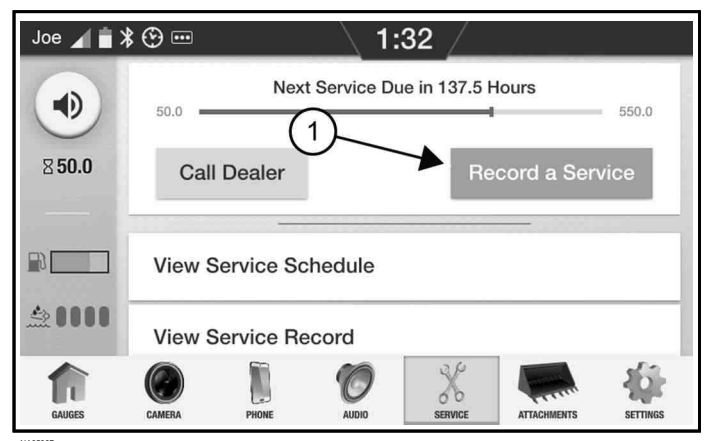 Joe
1:32
Next Service Due in 137.5 Hours
50.0
550.0
1
50.0
Call Dealer
Record a Service
View Service Schedule
View Service Record
GAUGES
CAMERA
PHONE
AUDIO
SERVICE
ATTACHMENTS
SETTINGS